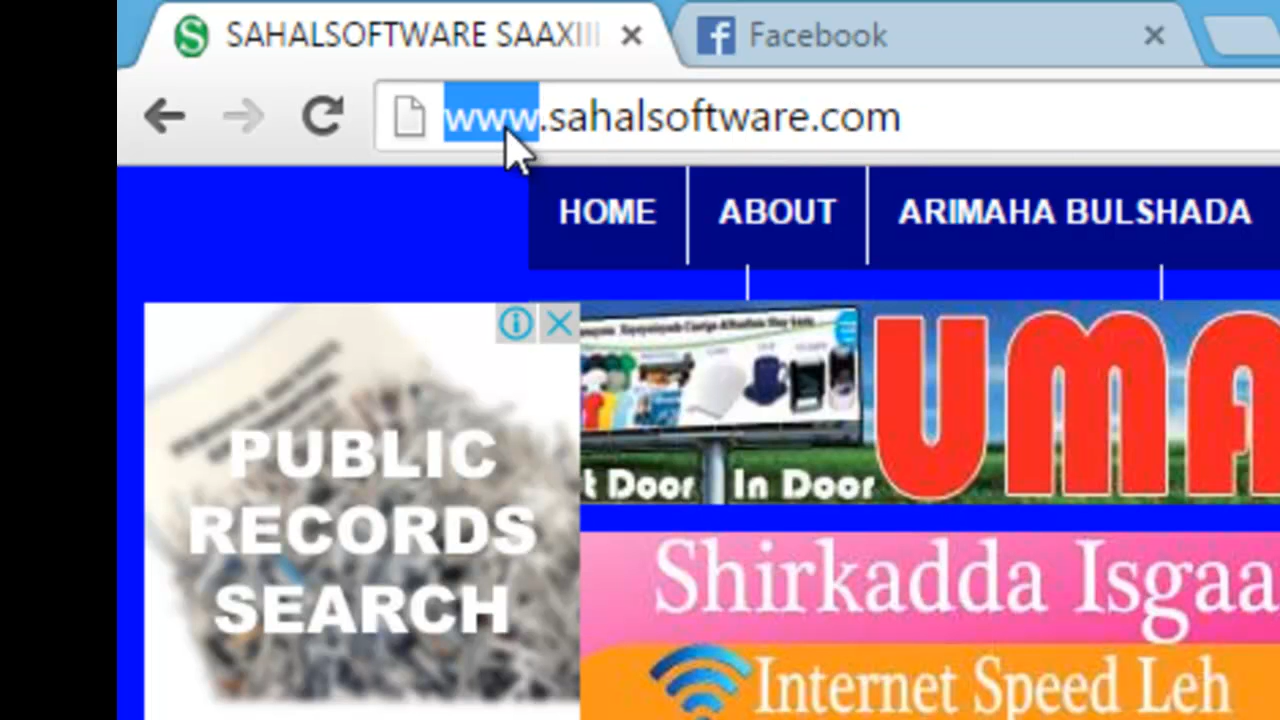 SAHALSOFTWARE SAAXIII
Facebook
www.sahalsoftware.com
HOME
ABOUT
ARIMAHA BULSHADA
PUBLIC
RECORDS
SEARCH
t Door In Door
UMA
Shirkadda Isgaa
Internet Speed Leh